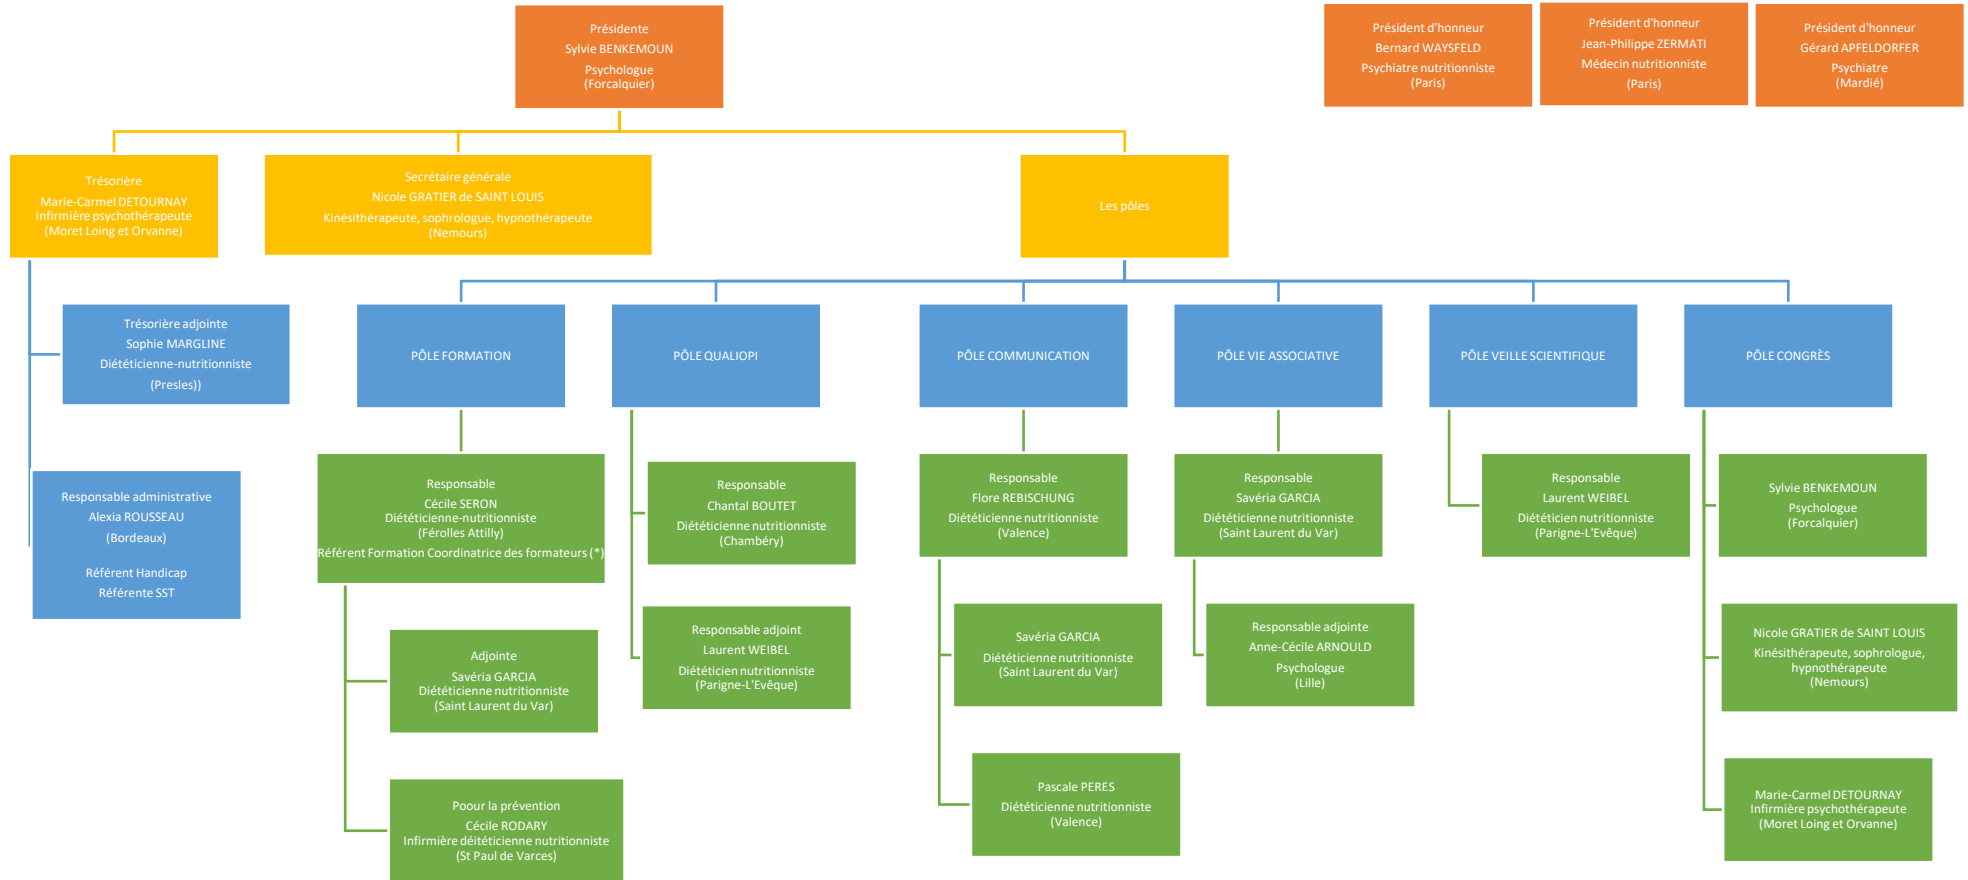 Présidente
Sylvie BENKEMOUN
Psychologue
(Forcalquier)
Président d'honneur
Bernard WAYSFELD
Psychiatre nutritionniste
(Paris)
Président d'honneur
Jean-Philippe ZERMATI
Médecin nutritionniste
(Paris)
Président d'honneur
Gérard APFELDORFER
Psychiatre
(Mardié)
Trésorière
Marie-Carmel DETOURNAY
Infirmière psychothérapeute
(Moret Loing et Orvanne)
Secrétaire générale
Nicole GRATIER de SAINT LOUIS
Kinésithérapeute, sophrologue, hypnothérapeute
(Nemours)
Les pôles
Trésorière adjointe
Sophie MARGLINE
Diététicienne-nutritionniste
(Presles))
PÔLE FORMATION
PÔLE QUALIOPI
PÔLE COMMUNICATION
PÔLE VIE ASSOCIATIVE
PÔLE VEILLE SCIENTIFIQUE
PÔLE CONGRÈS
Responsable administrative
Alexia ROUSSEAU
(Bordeaux)
Référent Handicap
Référente SST
Responsable
Cécile SERON
Diététicienne-nutritionniste
(Férolles Attilly)
Référent Formation Coordinatrice des formateurs (*)
Adjointe
Savéria GARCIA
Diététicienne nutritionniste
(Saint Laurent du Var)
Poour la prévention
Cécile RODARY
Infirmière déitéticienne nutritionniste
(St Paul de Varces)
Responsable
Chantal BOUTET
Diététicienne nutritionniste
(Chambéry)
Responsable adjoint
Laurent WEIBEL
Diététicien nutritionniste
(Parigne-L'Evêque)
Responsable
Flore REBISCHUNG
Diététicienne nutritionniste
(Valence)
Savéria GARCIA
Diététicienne nutritionniste
(Saint Laurent du Var)
Pascale PERES
Diététicienne nutritionniste
(Valence)
Responsable
Savéria GARCIA
Diététicienne nutritionniste
(Saint Laurent du Var)
Responsable adjointe
Anne-Cécile ARNOULD
Psychologue
(Lille)
Responsable
Laurent WEIBEL
Diététicien nutritionniste
(Parigne-L'Evêque)
Sylvie BENKEMOUN
Psychologue
(Forcalquier)
Nicole GRATIER de SAINT LOUIS
Kinésithérapeute, sophrologue,
hypnothérapeute
(Nemours)
Marie-Carmel DETOURNAY
Infirmière psychothérapeute
(Moret Loing et Orvanne)